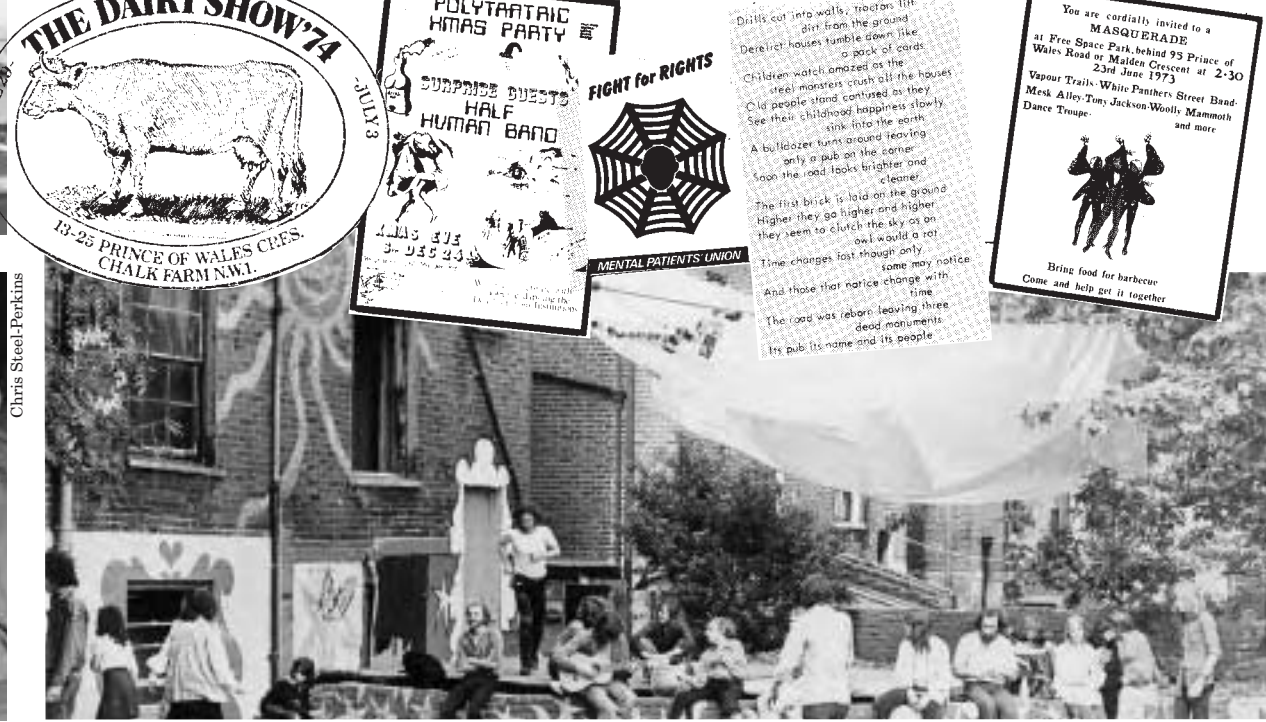 THE DAIRY SHOW '74
JULY 3
13-25 PRINCE OF WALES CRES.
CHALK FARM N.W.1.
POLYTANTRIC
XMAS PARTY
SURPRISE GUESTS
HALF
HUMAN BAND
XMAS EVE
DEC 24
FIGHT for RIGHTS
MENTAL PATIENTS' UNION
Drills cut into walls, tractors lift
dirt from the ground
Derelict houses tumble down like
a pack of cards
Children watch amazed as the
steel monsters crush all the houses
Old people stand confused as they
See their childhood happiness slowly
sink into the earth
A bulldozer turns around leaving
only a pub on the corner
Soon the road looks brighter and
cleaner
The first brick is laid on the ground
Higher they go higher and higher
they seem to clutch the sky as an
owl would a rat
Time changes fast though only
some may notice
And those that notice change with
time
The road was reborn leaving three
dead monuments
Its pub its name and its people
You are cordially invited to a
MASQUERADE
at Free Space Park, behind 95 Prince of
Wales Road or Malden Crescent at 2·30
23rd June 1973
Vapour Trails·White Panthers Street Band·
Mesk Alley·Tony Jackson·Woolly Mammoth
Dance Troupe·
and more
Bring food for barbecue
Come and help get it together
Chris Steel-Perkins